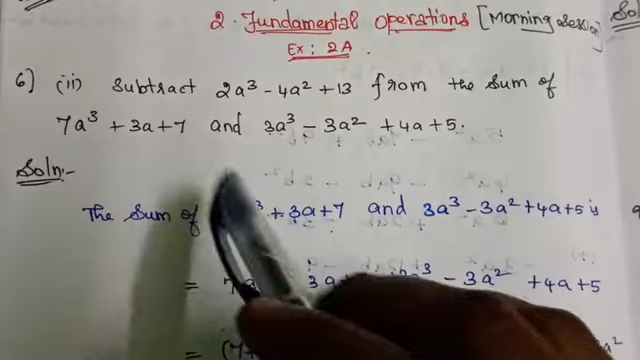 2. Fundamental Operations [Morning Session]
Ex: 2A.
6] (ii) Subtract 2a³ - 4a² + 13 from the Sum of
7a³ + 3a + 7 and 3a³ - 3a² + 4a + 5.
Soln:-
The Sum of + 3a + 7 and 3a³ - 3a² + 4a + 5 is
= - 3a² + 4a + 5
=